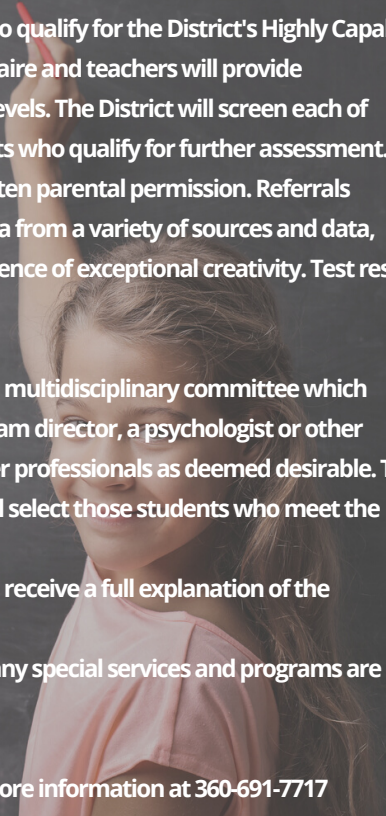 o qualify for the District's Highly Capa
aire and teachers will provide
evels. The District will screen each of
ts who qualify for further assessment.
ten parental permission. Referrals
a from a variety of sources and data,
ence of exceptional creativity. Test res
multidisciplinary committee which
am director, a psychologist or other
r professionals as deemed desirable. T
l select those students who meet the
receive a full explanation of the
ny special services and programs are
ore information at 360-691-7717